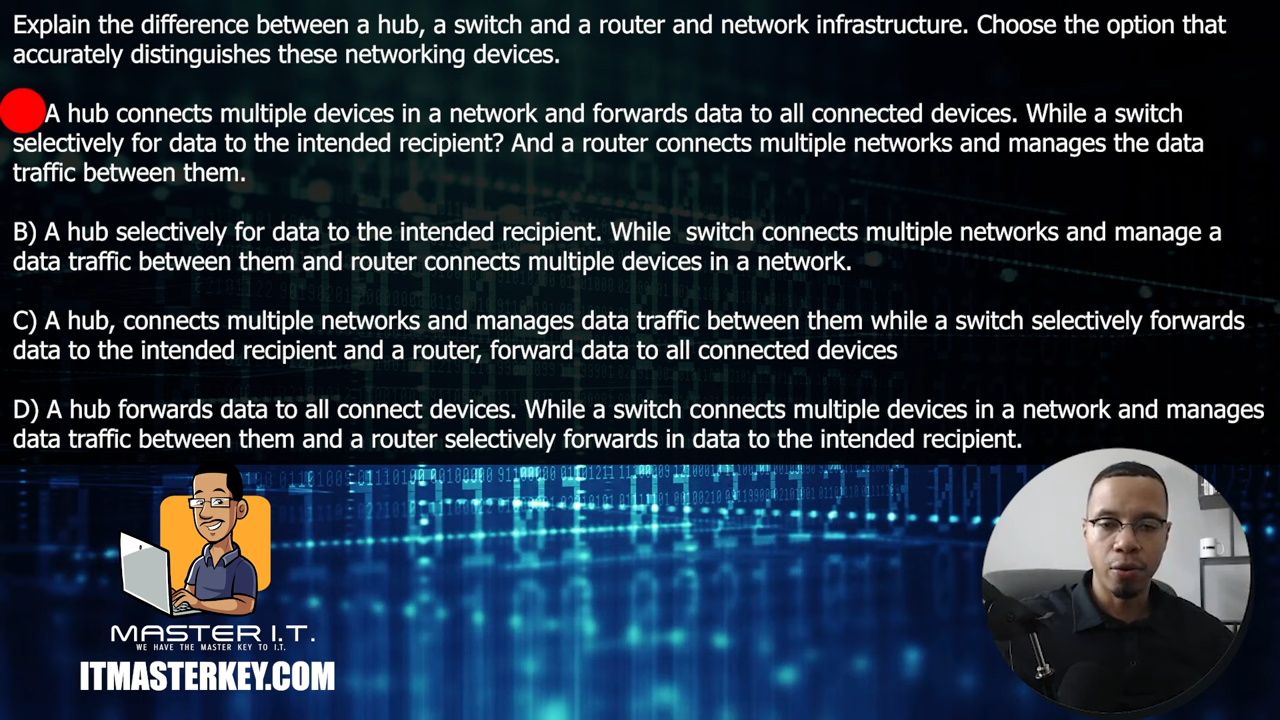 Explain the difference between a hub, a switch and a router and network infrastructure. Choose the option that
accurately distinguishes these networking devices.
A hub connects multiple devices in a network and forwards data to all connected devices. While a switch
selectively for data to the intended recipient? And a router connects multiple networks and manages the data
traffic between them.
B) A hub selectively for data to the intended recipient. While  switch connects multiple networks and manage a
data traffic between them and router connects multiple devices in a network.
C) A hub, connects multiple networks and manages data traffic between them while a switch selectively forwards
data to the intended recipient and a router, forward data to all connected devices
D) A hub forwards data to all connect devices. While a switch connects multiple devices in a network and manages
data traffic between them and a router selectively forwards in data to the intended recipient.
MASTER I.T.
WE HAVE THE MASTER KEY TO I.T.
ITMASTERKEY.COM